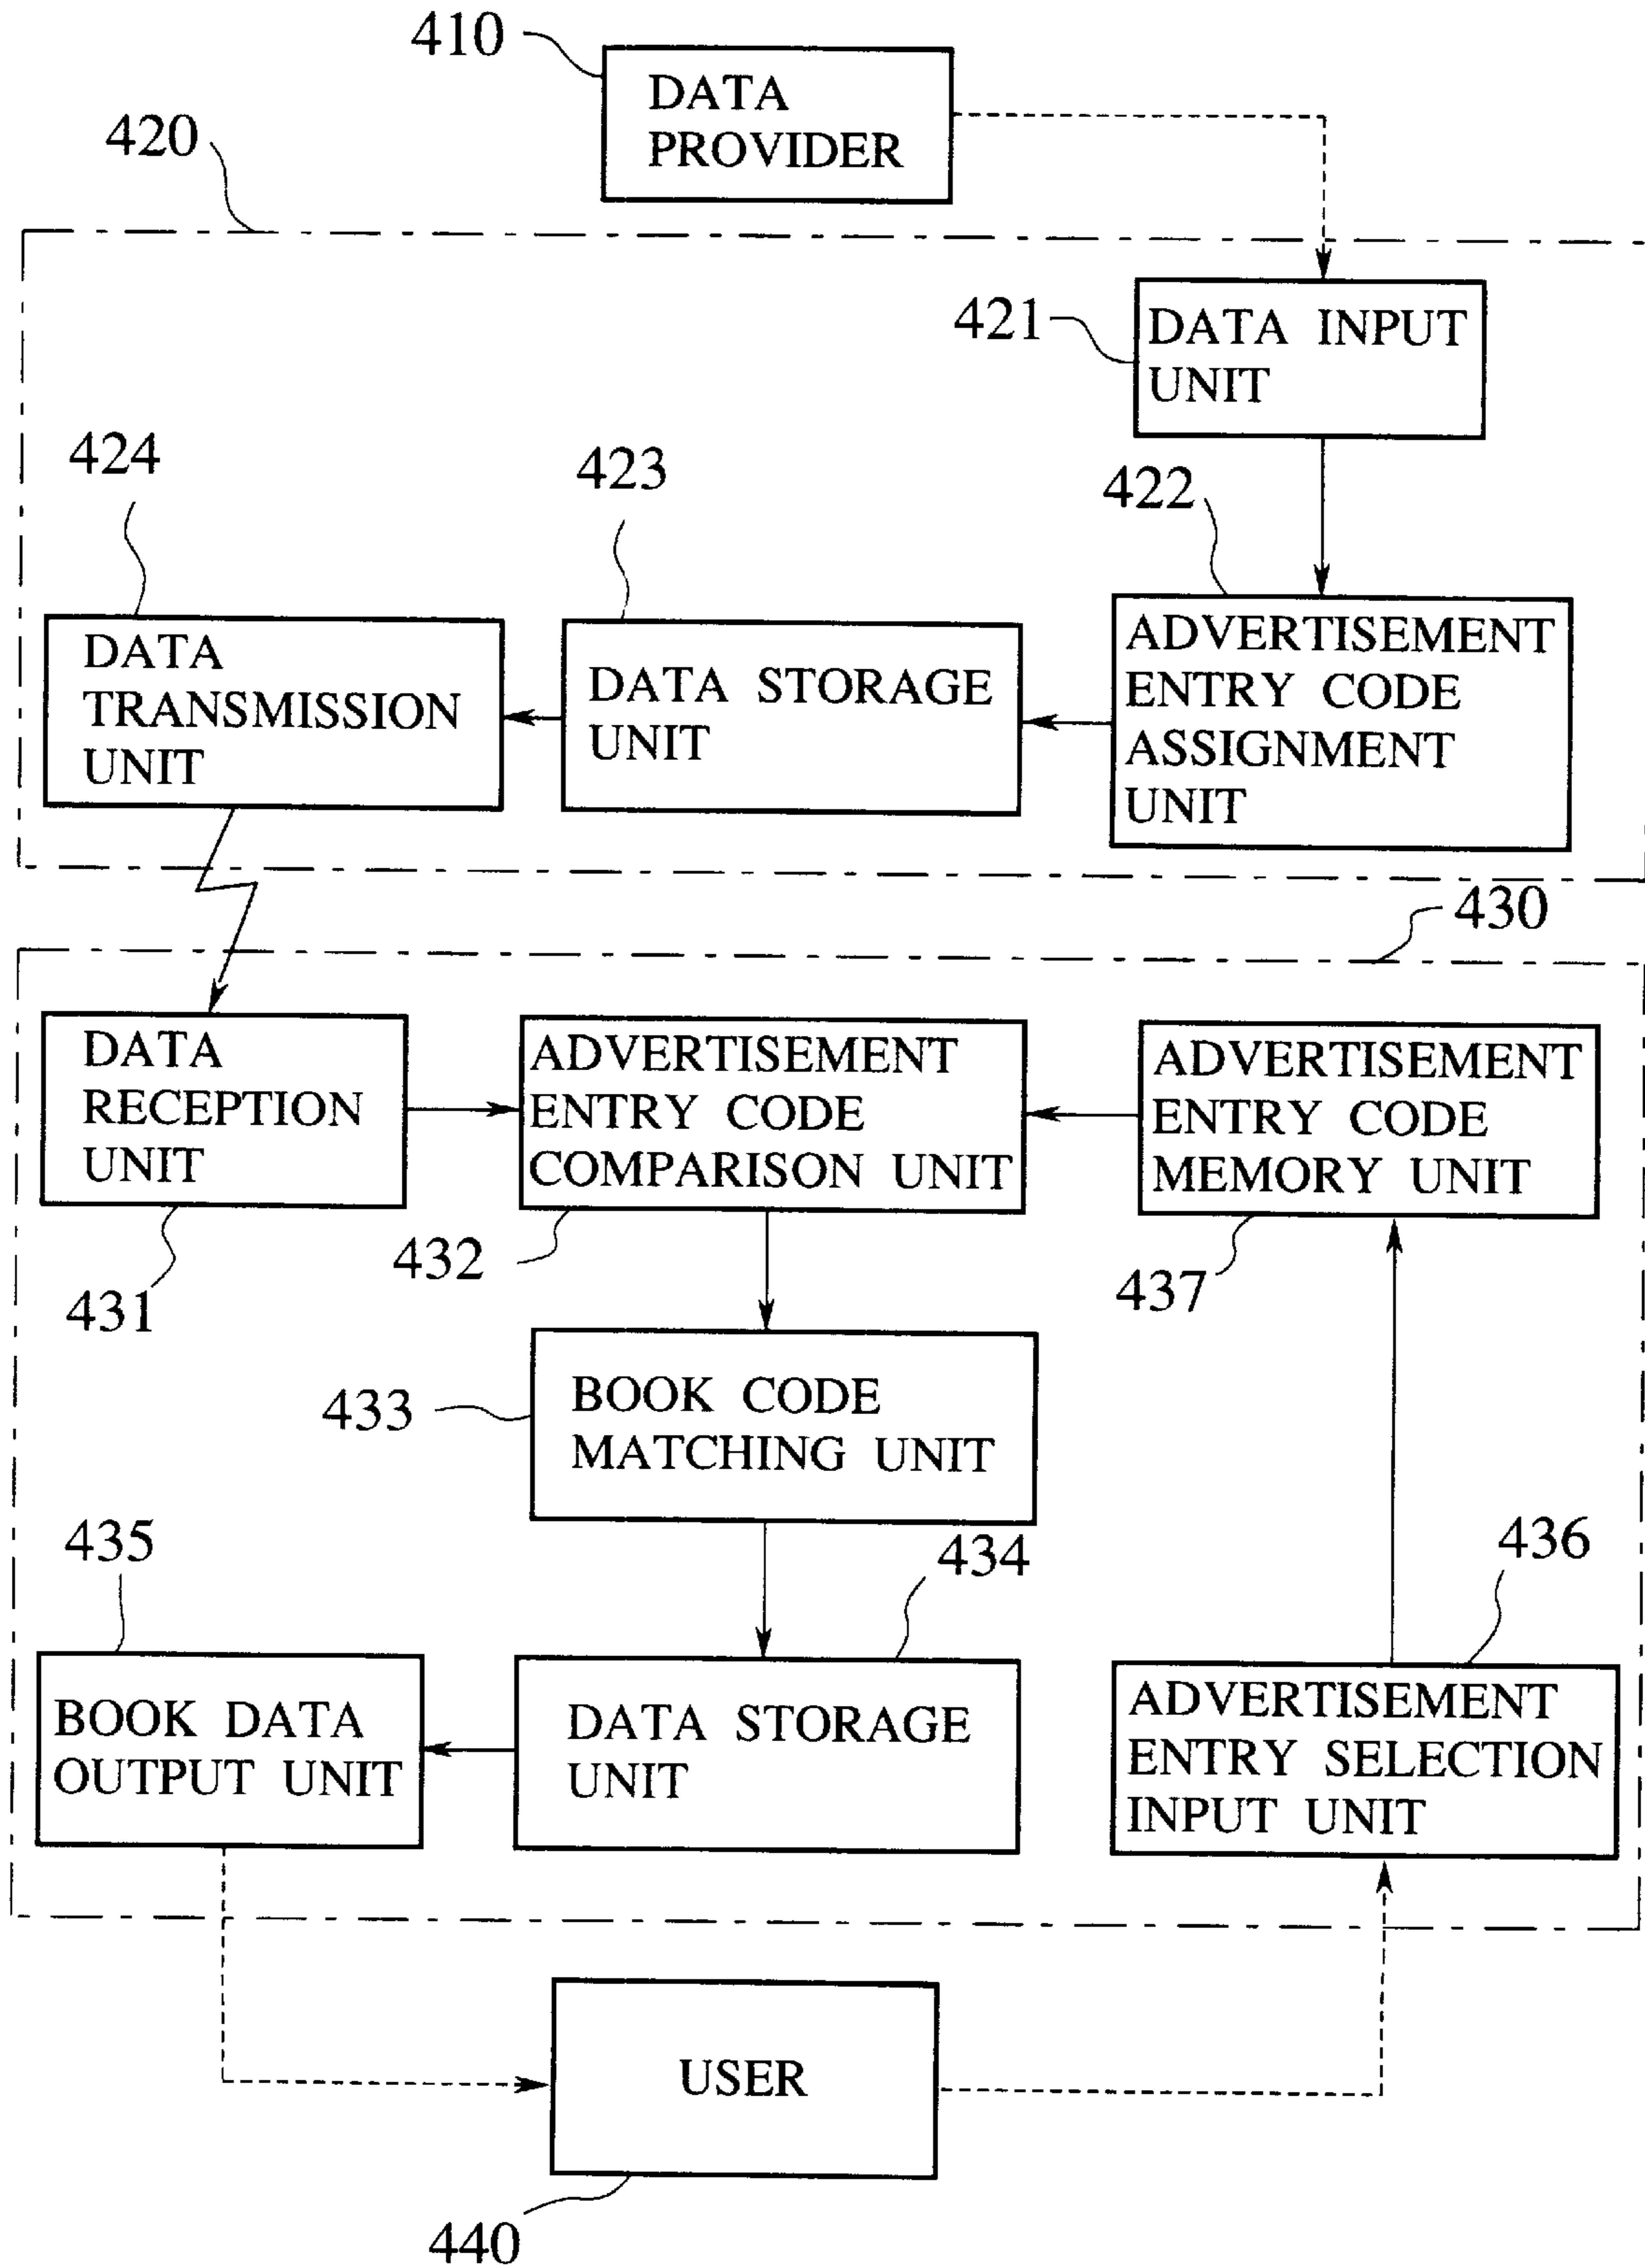 410
DATA
PROVIDER
420
421
DATA INPUT
UNIT
424
423
422
DATA
TRANSMISSION
UNIT
DATA STORAGE
UNIT
ADVERTISEMENT
ENTRY CODE
ASSIGNMENT
UNIT
430
DATA
RECEPTION
UNIT
ADVERTISEMENT
ENTRY CODE
COMPARISON UNIT
ADVERTISEMENT
ENTRY CODE
MEMORY UNIT
431
432
437
433
BOOK CODE
MATCHING UNIT
435
434
436
BOOK DATA
OUTPUT UNIT
DATA STORAGE
UNIT
ADVERTISEMENT
ENTRY SELECTION
INPUT UNIT
USER
440